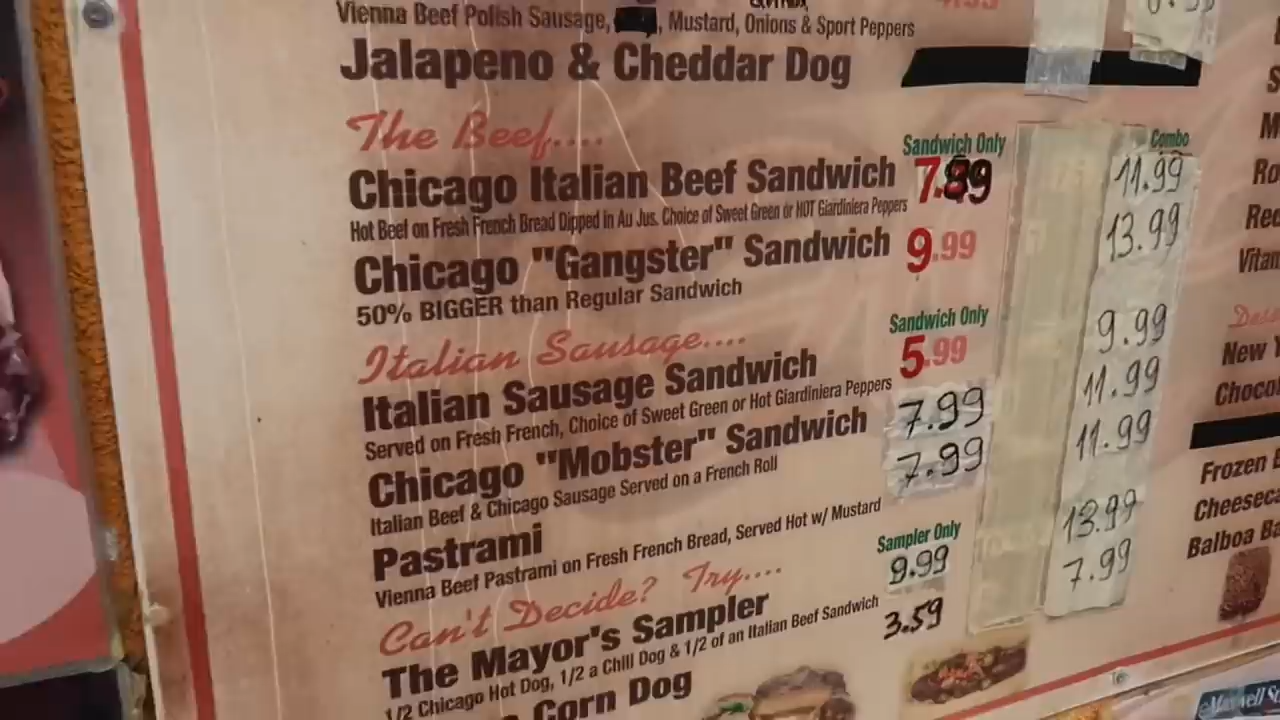 Vienna Beef Polish Sausage, , Mustard, Onions & Sport Peppers
Jalapeno & Cheddar Dog
The Beef....
Sandwich Only
Combo
Chicago Italian Beef Sandwich 7.99 11.99
Hot Beef on Fresh French Bread Dipped in Au Jus. Choice of Sweet Green or HOT Giardiniera Peppers
Chicago "Gangster" Sandwich 9.99 13.99
50% BIGGER than Regular Sandwich
Italian Sausage....
Sandwich Only
Italian Sausage Sandwich 5.99 9.99
Served on Fresh French, Choice of Sweet Green or Hot Giardiniera Peppers
Chicago "Mobster" Sandwich 7.99 11.99
Italian Beef & Chicago Sausage Served on a French Roll
Pastrami 7.99 11.99
Vienna Beef Pastrami on Fresh French Bread, Served Hot w/ Mustard
Can't Decide? Try....
Sampler Only
The Mayor's Sampler 9.99 13.99
1/2 Chicago Hot Dog, 1/2 a Chili Dog & 1/2 of an Italian Beef Sandwich
Corn Dog 3.59 7.99
New
Frozen
Balboa